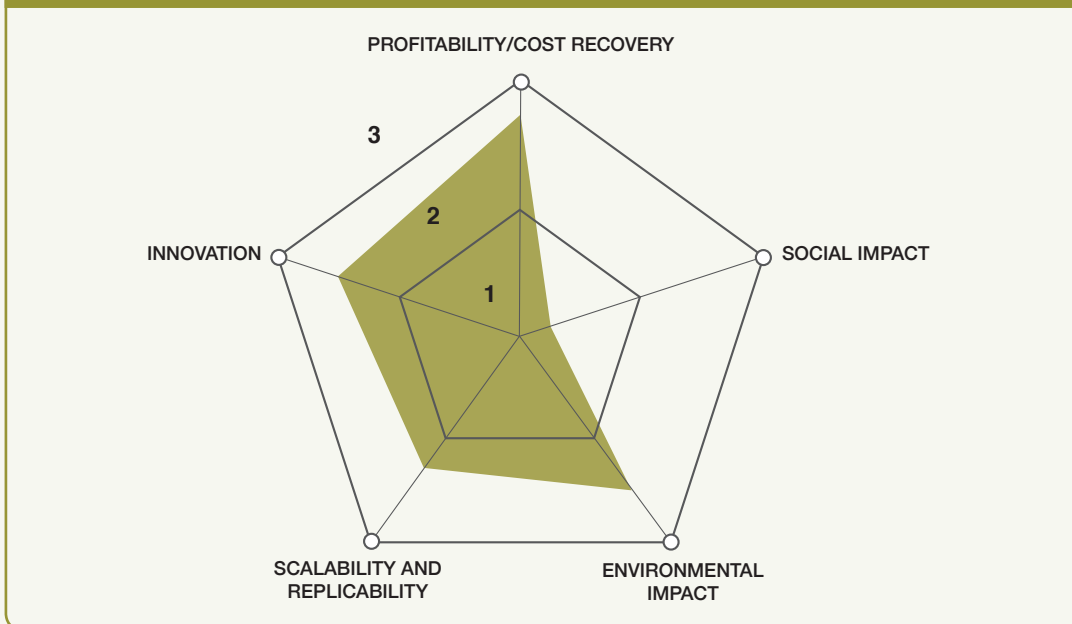 PROFITABILITY/COST RECOVERY
3
2
INNOVATION
SOCIAL IMPACT
1
SCALABILITY AND
REPLICABILITY
ENVIRONMENTAL
IMPACT